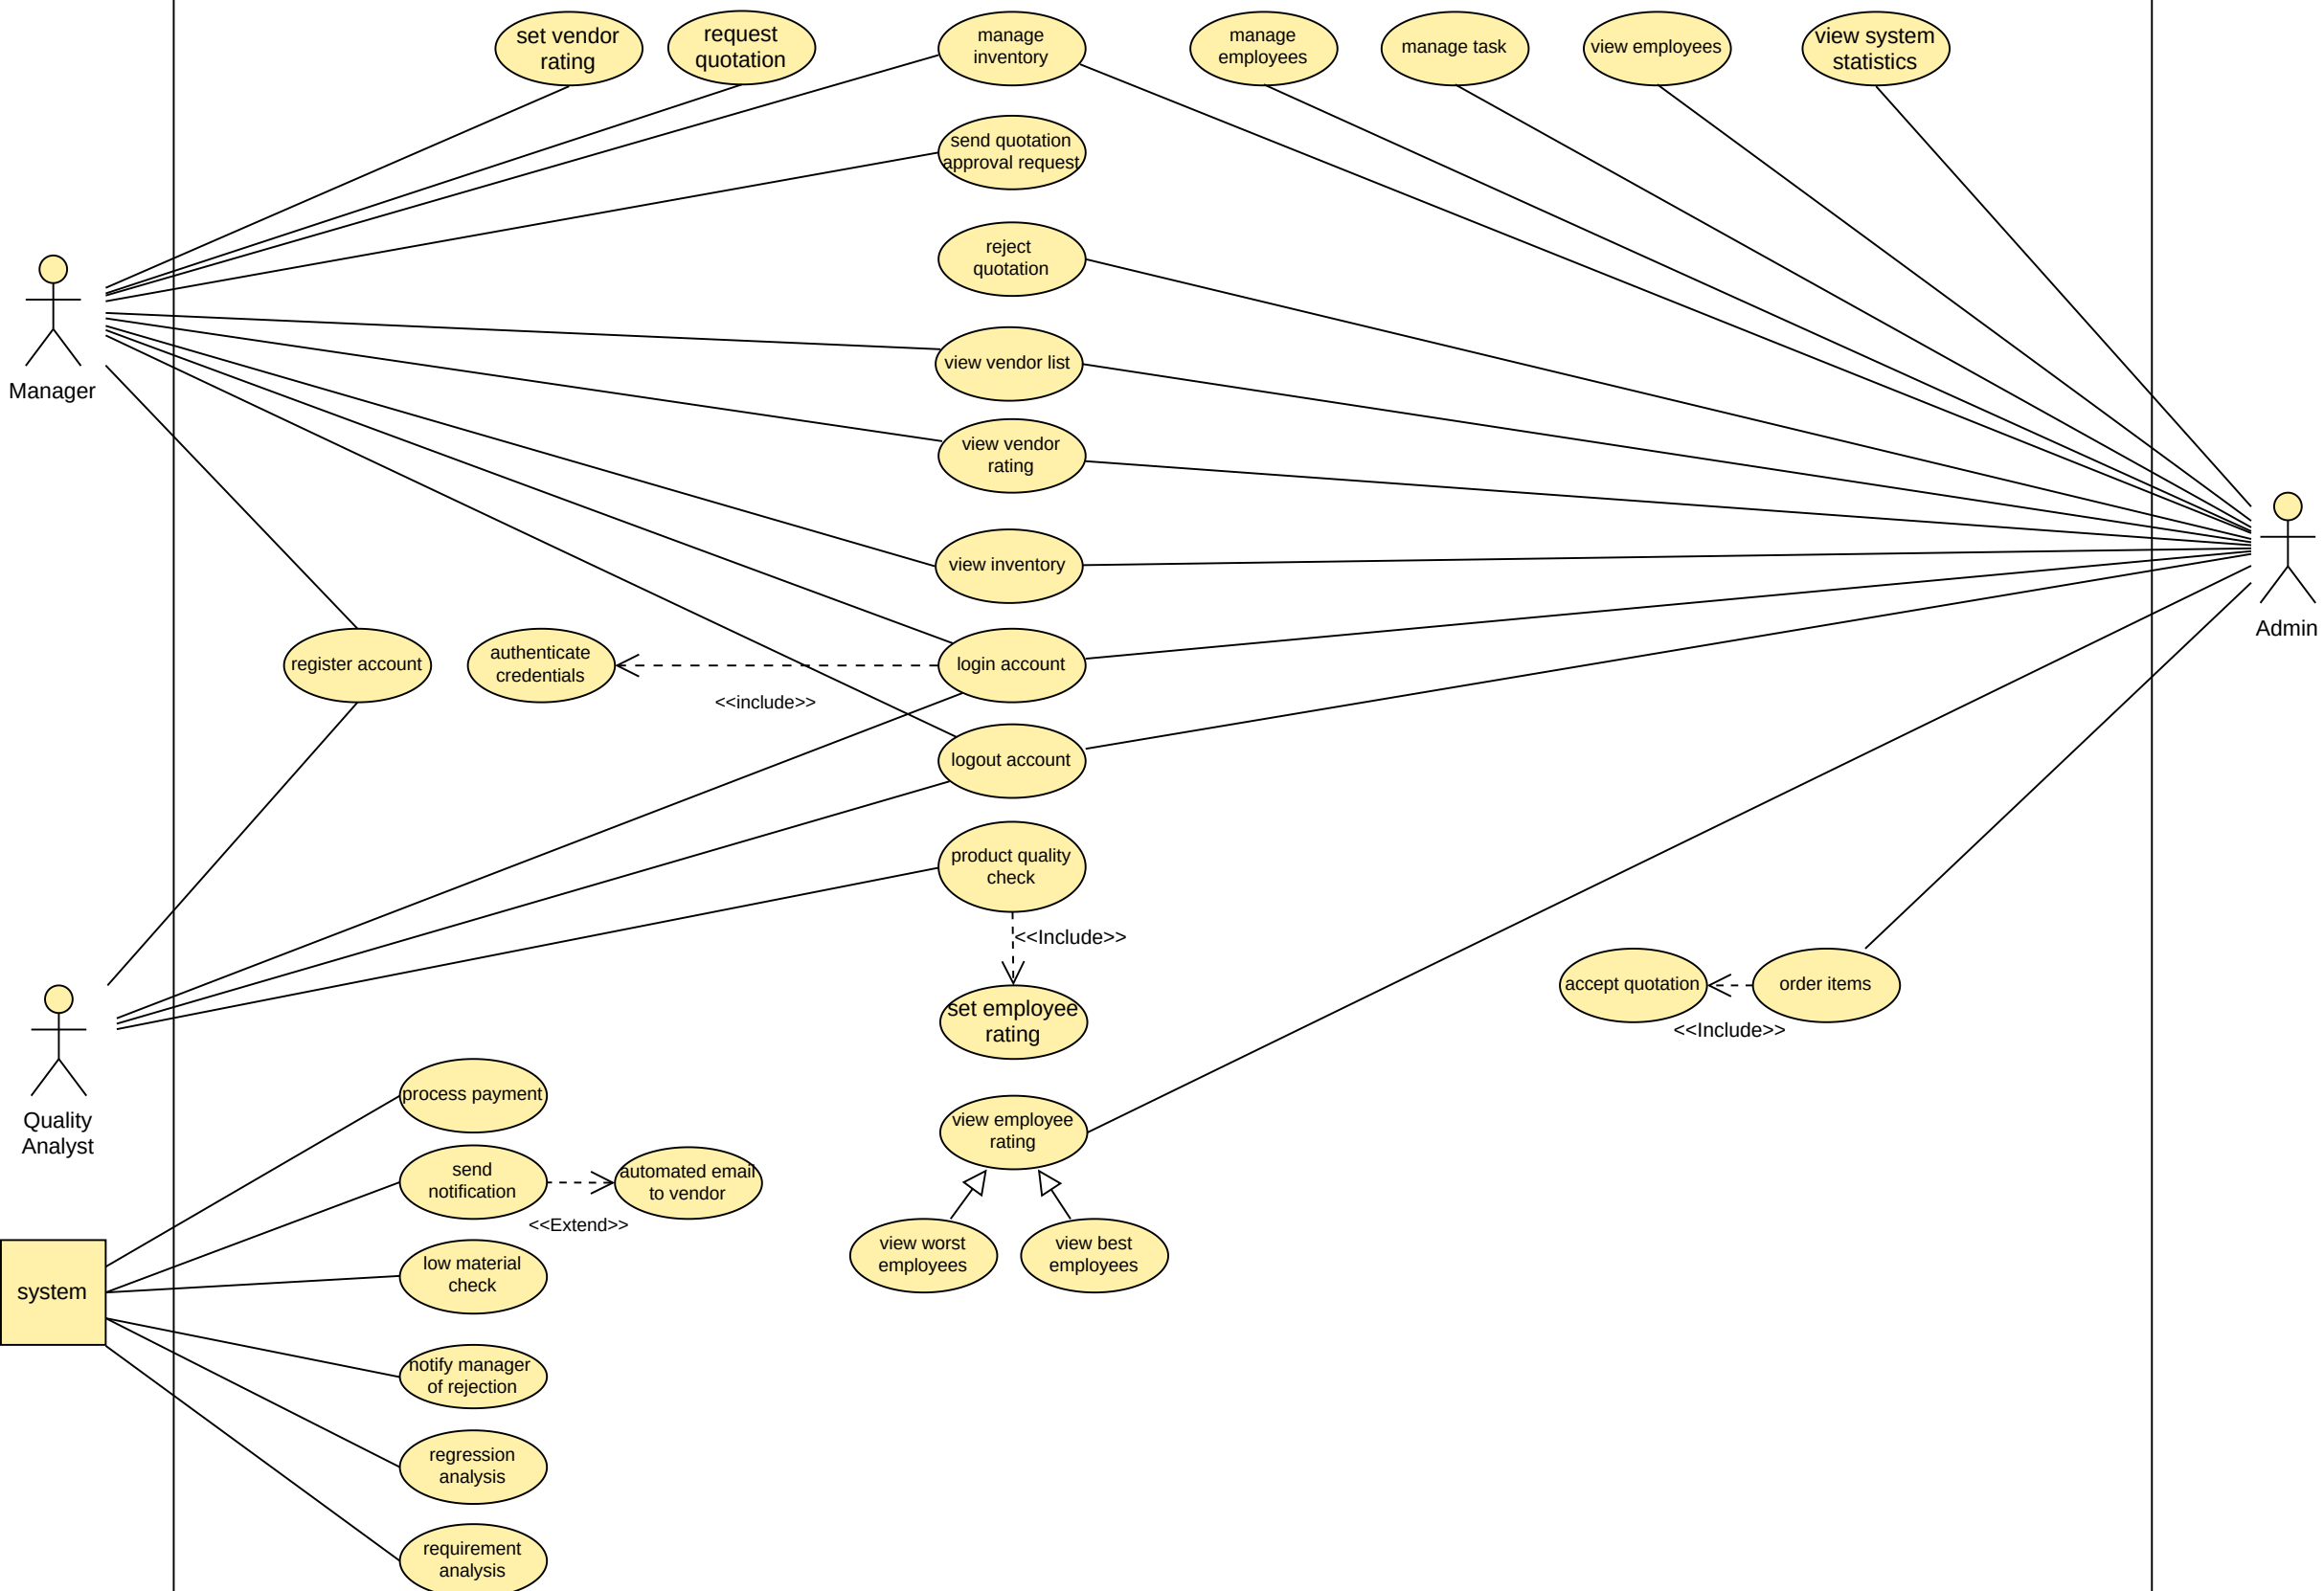 set vendor
rating
request
quotation
manage
inventory
manage
employees
manage task
view employees
view system
statistics
send quotation
approval request
reject
quotation
view vendor list
Manager
view vendor
rating
view inventory
Admin
register account
authenticate
credentials
login account
<<include>>
logout account
product quality
check
<<Include>>
accept quotation
order items
set employee
rating
<<Include>>
process payment
Quality
Analyst
view employee
rating
send
notification
automated email
to vendor
<<Extend>>
view worst
employees
view best
employees
system
low material
check
notify manager
of rejection
regression
analysis
requirement
analysis